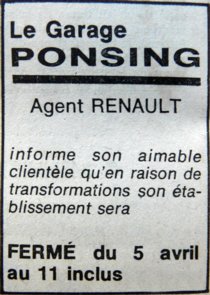 Le Garage
PONSING
Agent RENAULT
informe son aimable
clientèle qu'en raison de
transformations son éta-
blissement sera
FERMÉ du 5 avril
au 11 inclus